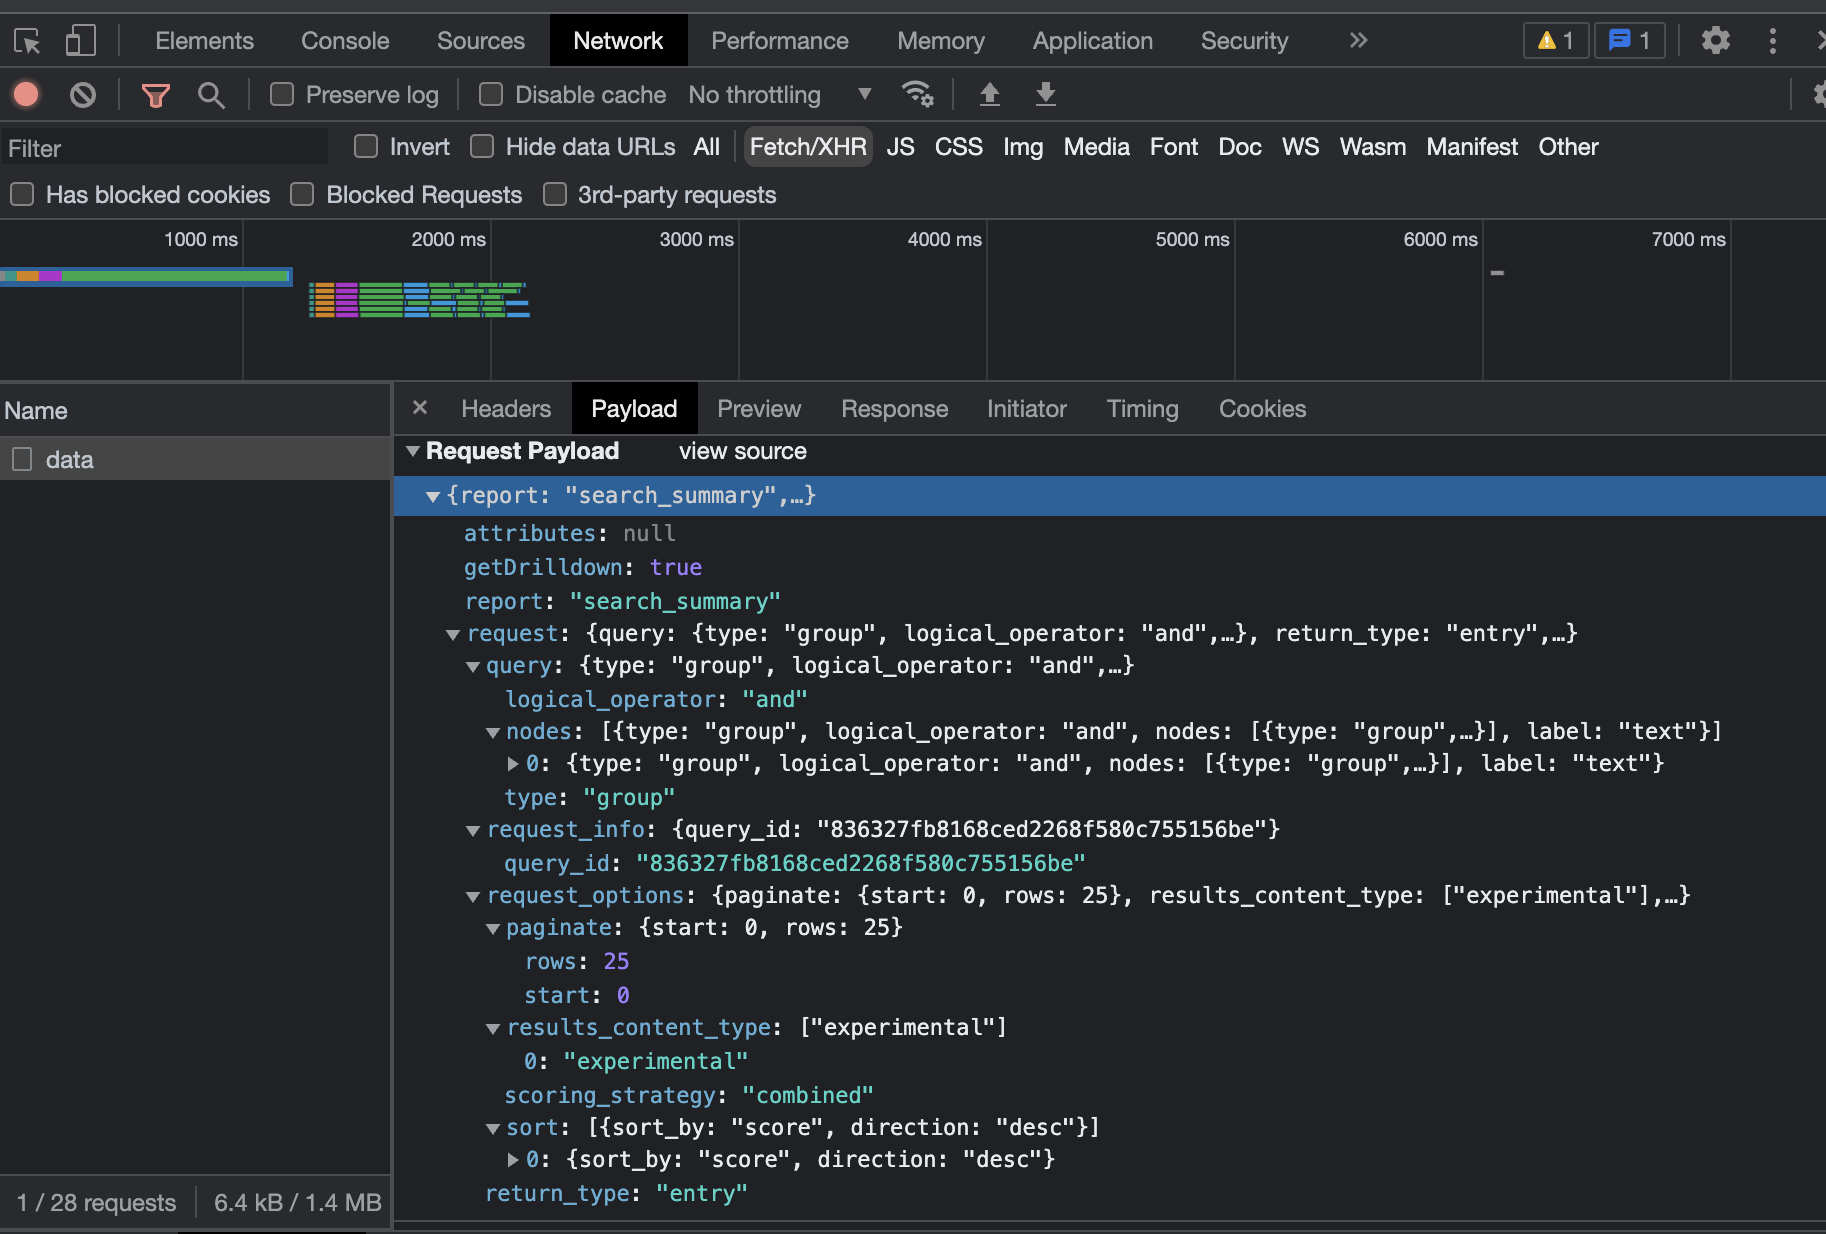 Elements Console Sources Network Performance Memory Application Security » 1 1
Preserve log Disable cache No throttling
Filter Invert Hide data URLs All Fetch/XHR JS CSS Img Media Font Doc WS Wasm Manifest Other
Has blocked cookies Blocked Requests 3rd-party requests
1000 ms 2000 ms 3000 ms 4000 ms 5000 ms 6000 ms 7000 ms
Name
data
× Headers Payload Preview Response Initiator Timing Cookies
Request Payload view source
{report: "search_summary",…}
attributes: null
getDrilldown: true
report: "search_summary"
request: {query: {type: "group", logical_operator: "and",…}, return_type: "entry",…}
query: {type: "group", logical_operator: "and",…}
logical_operator: "and"
nodes: [{type: "group", logical_operator: "and", nodes: [{type: "group",…}], label: "text"}]
0: {type: "group", logical_operator: "and", nodes: [{type: "group",…}], label: "text"}
type: "group"
request_info: {query_id: "836327fb8168ced2268f580c755156be"}
query_id: "836327fb8168ced2268f580c755156be"
request_options: {paginate: {start: 0, rows: 25}, results_content_type: ["experimental"],…}
paginate: {start: 0, rows: 25}
rows: 25
start: 0
results_content_type: ["experimental"]
0: "experimental"
scoring_strategy: "combined"
sort: [{sort_by: "score", direction: "desc"}]
0: {sort_by: "score", direction: "desc"}
return_type: "entry"
1 / 28 requests 6.4 kB / 1.4 MB